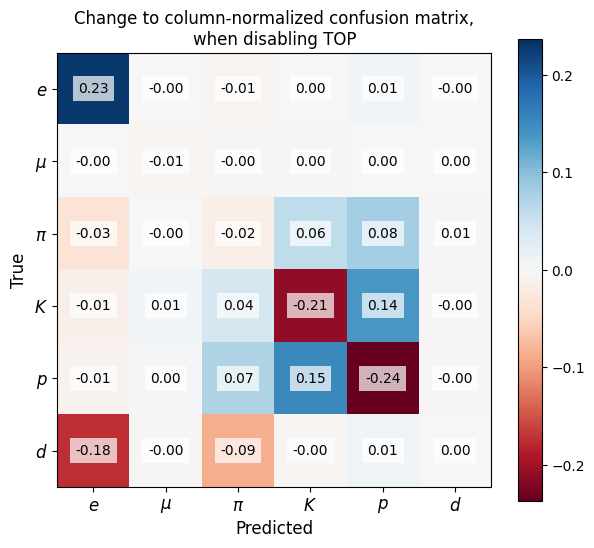 Change to column-normalized confusion matrix,
when disabling TOP
e 0.23 -0.00 -0.01 0.00 0.01 -0.00
μ -0.00 -0.01 -0.00 0.00 0.00 0.00
π -0.03 -0.00 -0.02 0.06 0.08 0.01
K -0.01 0.01 0.04 -0.21 0.14 -0.00
p -0.01 0.00 0.07 0.15 -0.24 -0.00
d -0.18 -0.00 -0.09 -0.00 0.01 0.00
e μ π K p d
Predicted
True
0.2
0.1
0.0
−0.1
−0.2